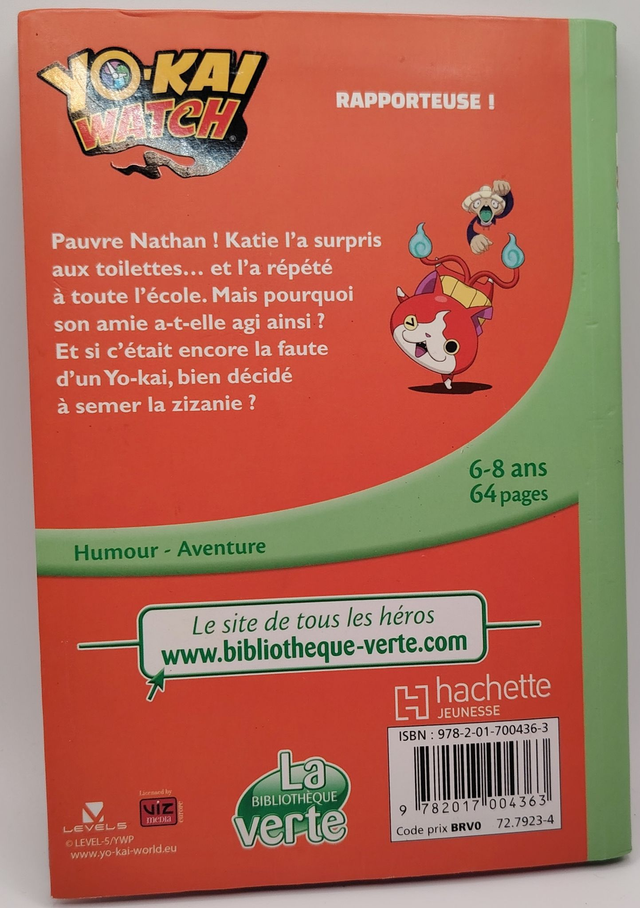 YO-KAI
WATCH
RAPPORTEUSE !
Pauvre Nathan ! Katie l'a surpris
aux toilettes... et l'a répété
à toute l'école. Mais pourquoi
son amie a-t-elle agi ainsi ?
Et si c'était encore la faute
d'un Yo-kai, bien décidé
à semer la zizanie ?
6-8 ans
64 pages
Humour - Aventure
Le site de tous les héros
www.bibliotheque-verte.com
hachette
JEUNESSE
ISBN : 978-2-01-700436-3
9 782017 004363
Code prix BRV0 72.7923-4
La
BIBLIOTHÈQUE
verte
Licensed by
VIZ
media
LEVEL5
© LEVEL-5/YWP
www.yo-kai-world.eu